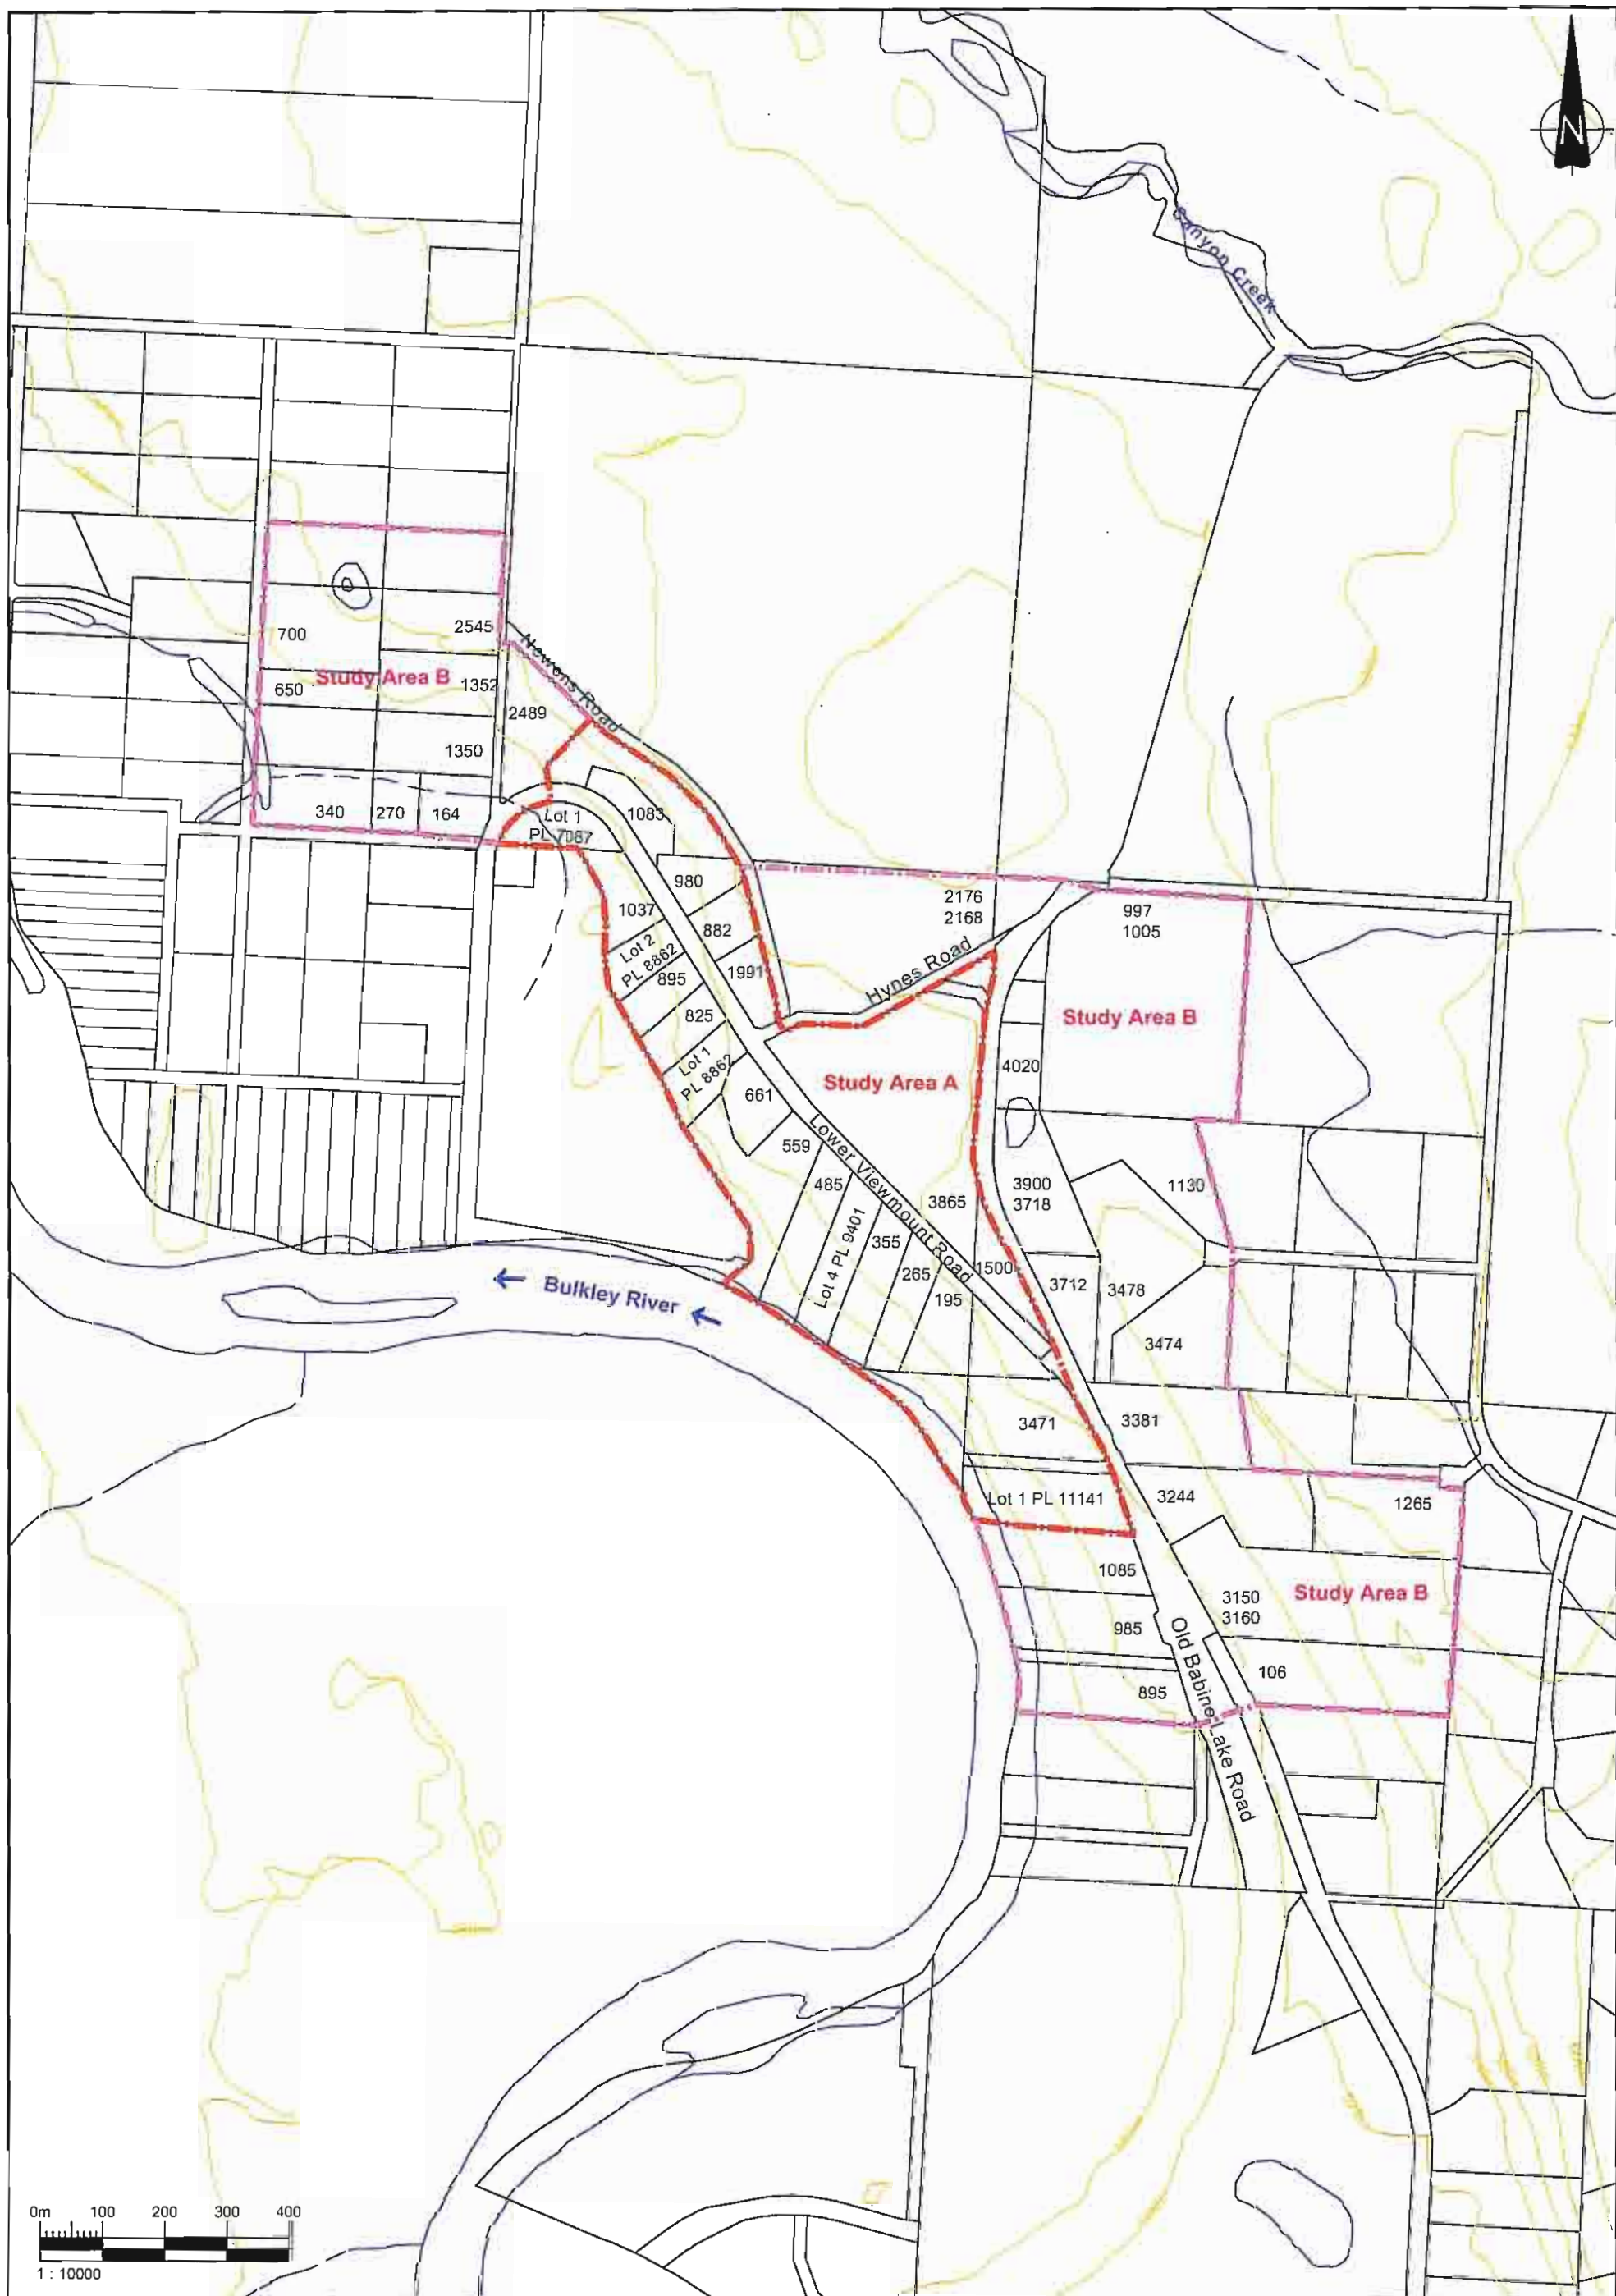 N
Canyon Creek
700
2545
Newens Road
Study Area B
650
1352
2489
1350
340
270
164
Lot 1
PL 7087
1083
980
1037
882
Lot 2
PL 8862
895
1991
825
Lot 1
PL 8862
661
2176
2168
997
1005
Hynes Road
Study Area B
4020
Study Area A
Lower Viewmount Road
559
485
Lot 4 PL 9401
355
265
195
3865
1500
3900
3718
1130
3712
3478
3474
Bulkley River
3471
3381
Lot 1 PL 11141
3244
1265
1085
3150
3160
Study Area B
985
106
895
Old Babine Lake Road
0m 100 200 300 400
1 : 10000